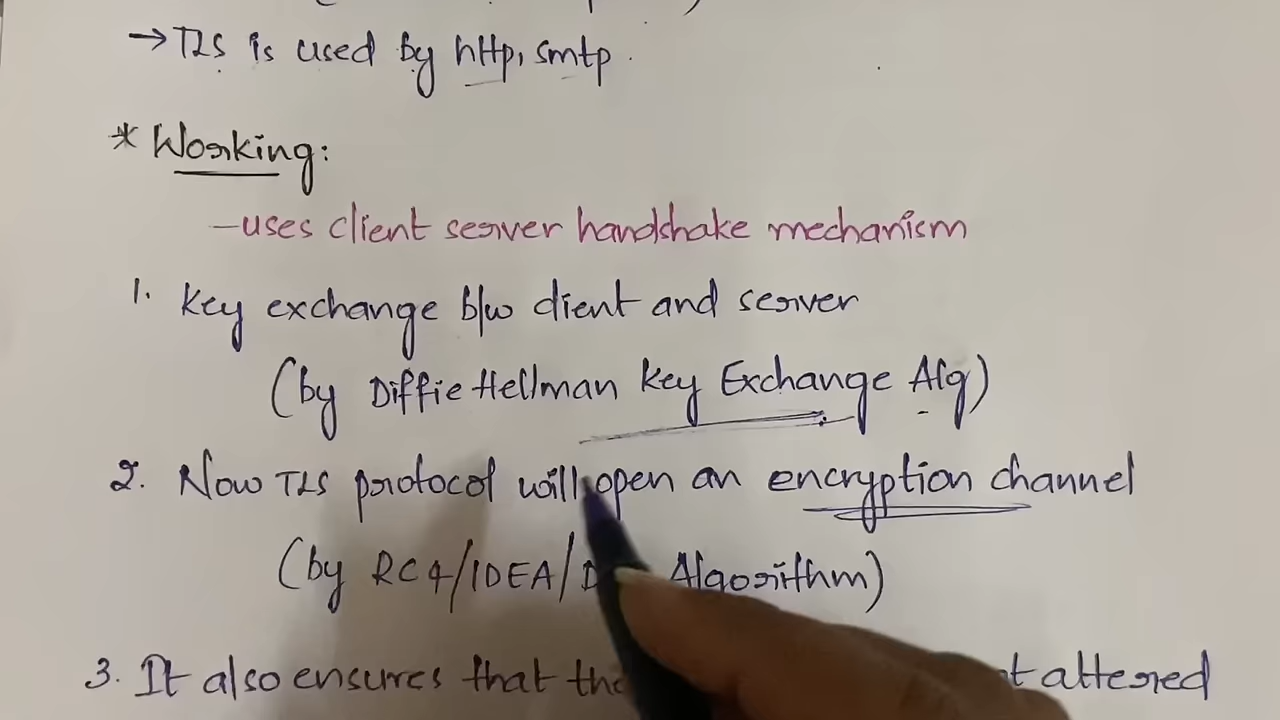 → TLS is used by http, smtp.
* Working:
- uses client server handshake mechanism
1. Key exchange b/w client and server
(by Diffie Hellman Key Exchange Alg)
2. Now TLS protocol will open an encryption channel
(by RC4/IDEA/ Algorithm)
3. It also ensures that altered